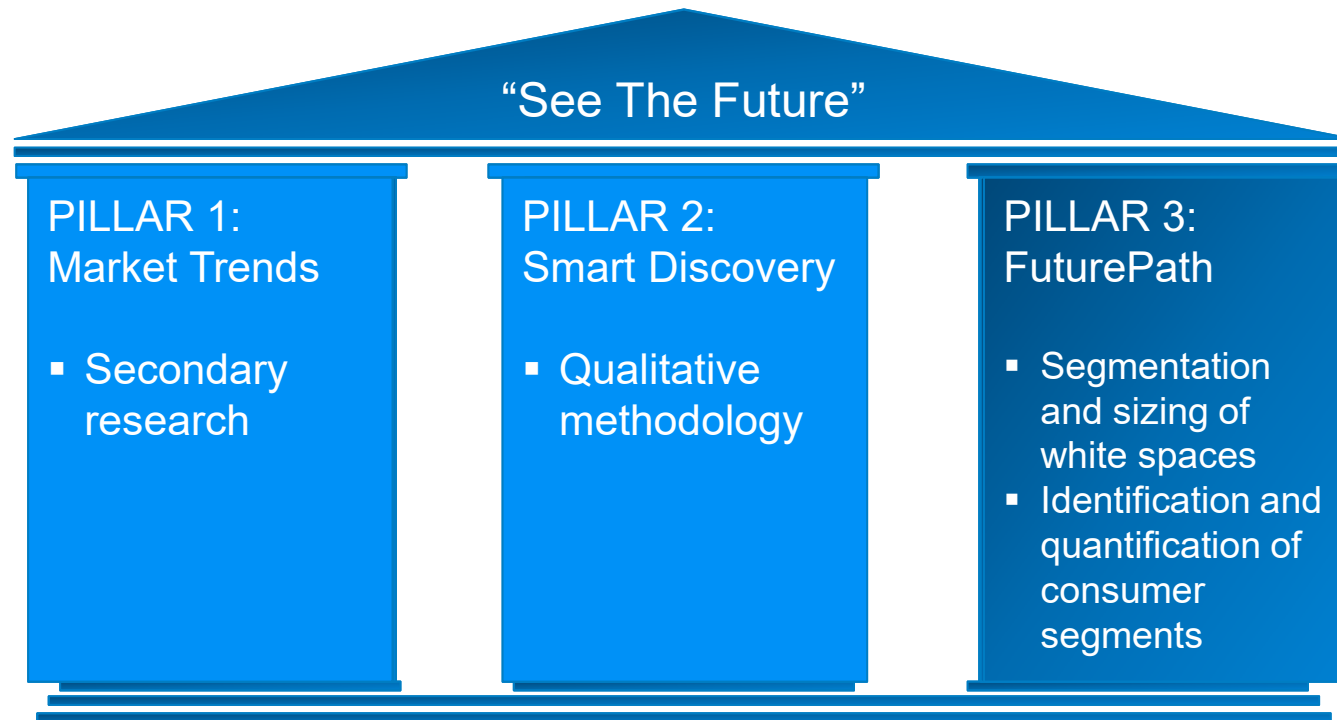 “See The Future”
PILLAR 1:
Market Trends
▪ Secondary
research
PILLAR 2:
Smart Discovery
▪ Qualitative
methodology
PILLAR 3:
FuturePath
▪ Segmentation
and sizing of
white spaces
▪ Identification and
quantification of
consumer
segments